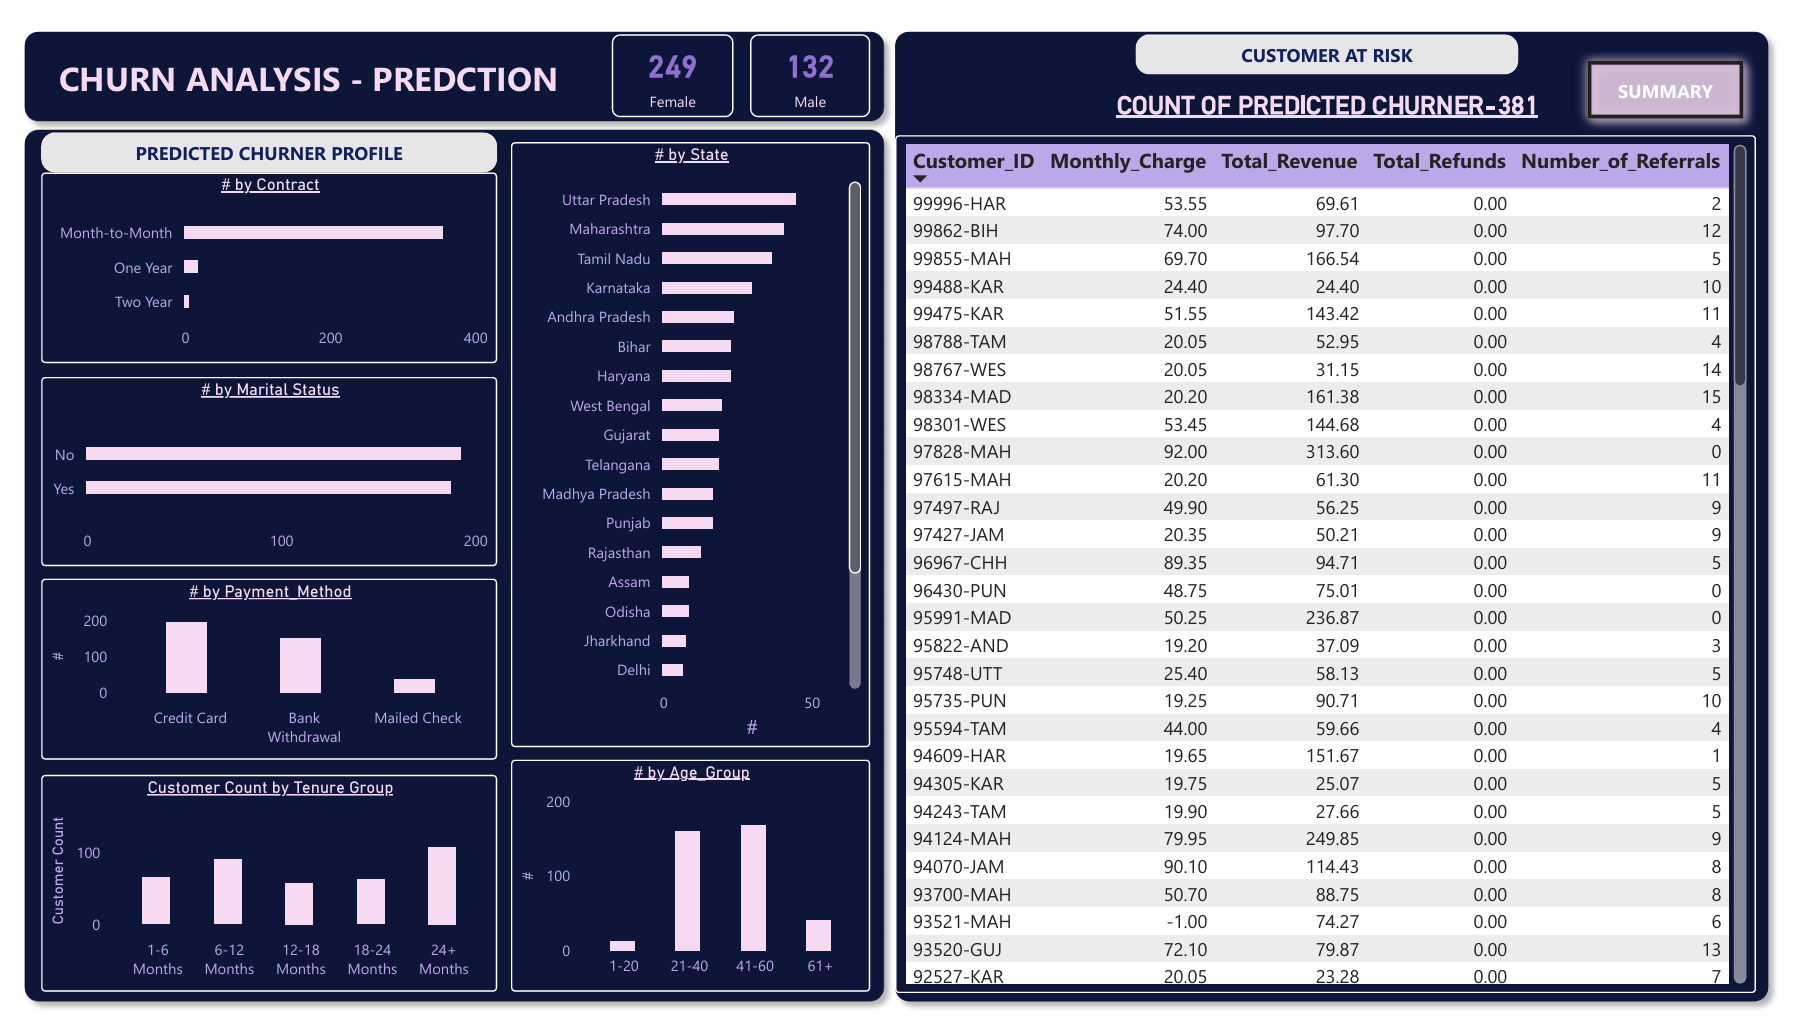 CHURN ANALYSIS - PREDCTION
249
Female
132
Male
PREDICTED CHURNER PROFILE
# by Contract
Month-to-Month
One Year
Two Year
0 200 400
# by Marital Status
No
Yes
0 100 200
# by Payment_Method
#
200
100
0
Credit Card Bank Withdrawal Mailed Check
Customer Count by Tenure Group
Customer Count
100
0
1-6 Months 6-12 Months 12-18 Months 18-24 Months 24+ Months
# by State
Uttar Pradesh
Maharashtra
Tamil Nadu
Karnataka
Andhra Pradesh
Bihar
Haryana
West Bengal
Gujarat
Telangana
Madhya Pradesh
Punjab
Rajasthan
Assam
Odisha
Jharkhand
Delhi
0 50
#
# by Age_Group
#
200
100
0
1-20 21-40 41-60 61+
CUSTOMER AT RISK
COUNT OF PREDICTED CHURNER-381
SUMMARY
Customer_ID Monthly_Charge Total_Revenue Total_Refunds Number_of_Referrals
99996-HAR 53.55 69.61 0.00 2
99862-BIH 74.00 97.70 0.00 12
99855-MAH 69.70 166.54 0.00 5
99488-KAR 24.40 24.40 0.00 10
99475-KAR 51.55 143.42 0.00 11
98788-TAM 20.05 52.95 0.00 4
98767-WES 20.05 31.15 0.00 14
98334-MAD 20.20 161.38 0.00 15
98301-WES 53.45 144.68 0.00 4
97828-MAH 92.00 313.60 0.00 0
97615-MAH 20.20 61.30 0.00 11
97497-RAJ 49.90 56.25 0.00 9
97427-JAM 20.35 50.21 0.00 9
96967-CHH 89.35 94.71 0.00 5
96430-PUN 48.75 75.01 0.00 0
95991-MAD 50.25 236.87 0.00 0
95822-AND 19.20 37.09 0.00 3
95748-UTT 25.40 58.13 0.00 5
95735-PUN 19.25 90.71 0.00 10
95594-TAM 44.00 59.66 0.00 4
94609-HAR 19.65 151.67 0.00 1
94305-KAR 19.75 25.07 0.00 5
94243-TAM 19.90 27.66 0.00 5
94124-MAH 79.95 249.85 0.00 9
94070-JAM 90.10 114.43 0.00 8
93700-MAH 50.70 88.75 0.00 8
93521-MAH -1.00 74.27 0.00 6
93520-GUJ 72.10 79.87 0.00 13
92527-KAR 20.05 23.28 0.00 7